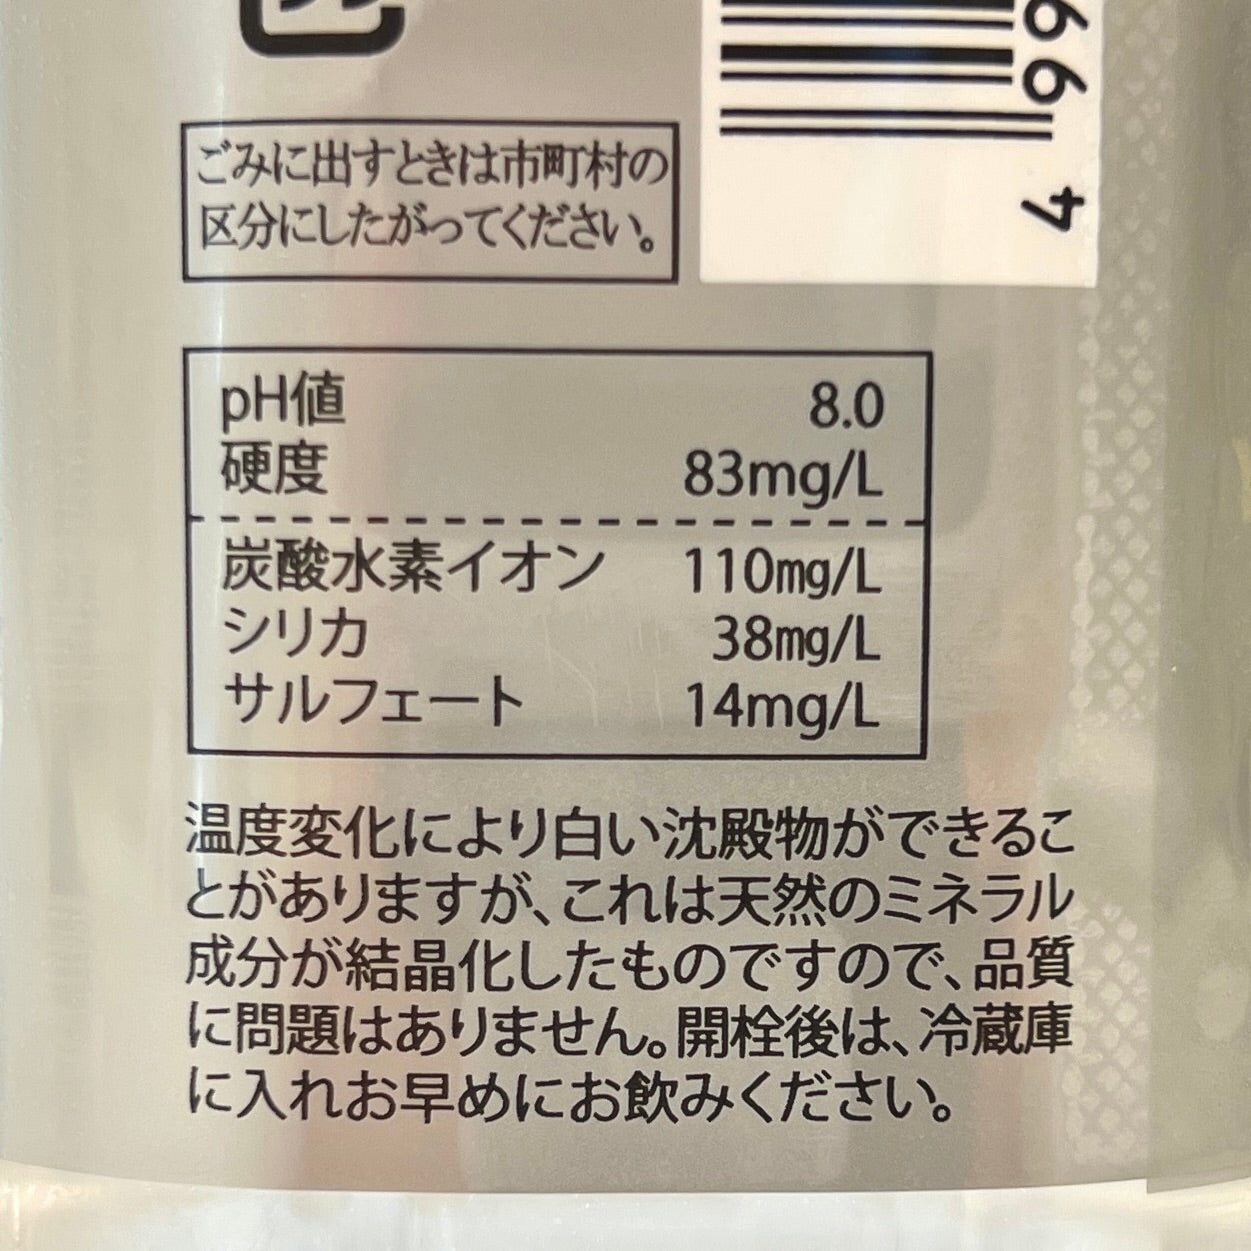 ごみに出すときは市町村の
区分にしたがってください。
66
4
pH値 8.0
硬度 83mg/L
炭酸水素イオン 110mg/L
シリカ 38mg/L
サルフェート 14mg/L
温度変化により白い沈殿物ができるこ
とがありますが、これは天然のミネラル
成分が結晶化したものですので、品質
に問題はありません。開栓後は、冷蔵庫
に入れお早めにお飲みください。